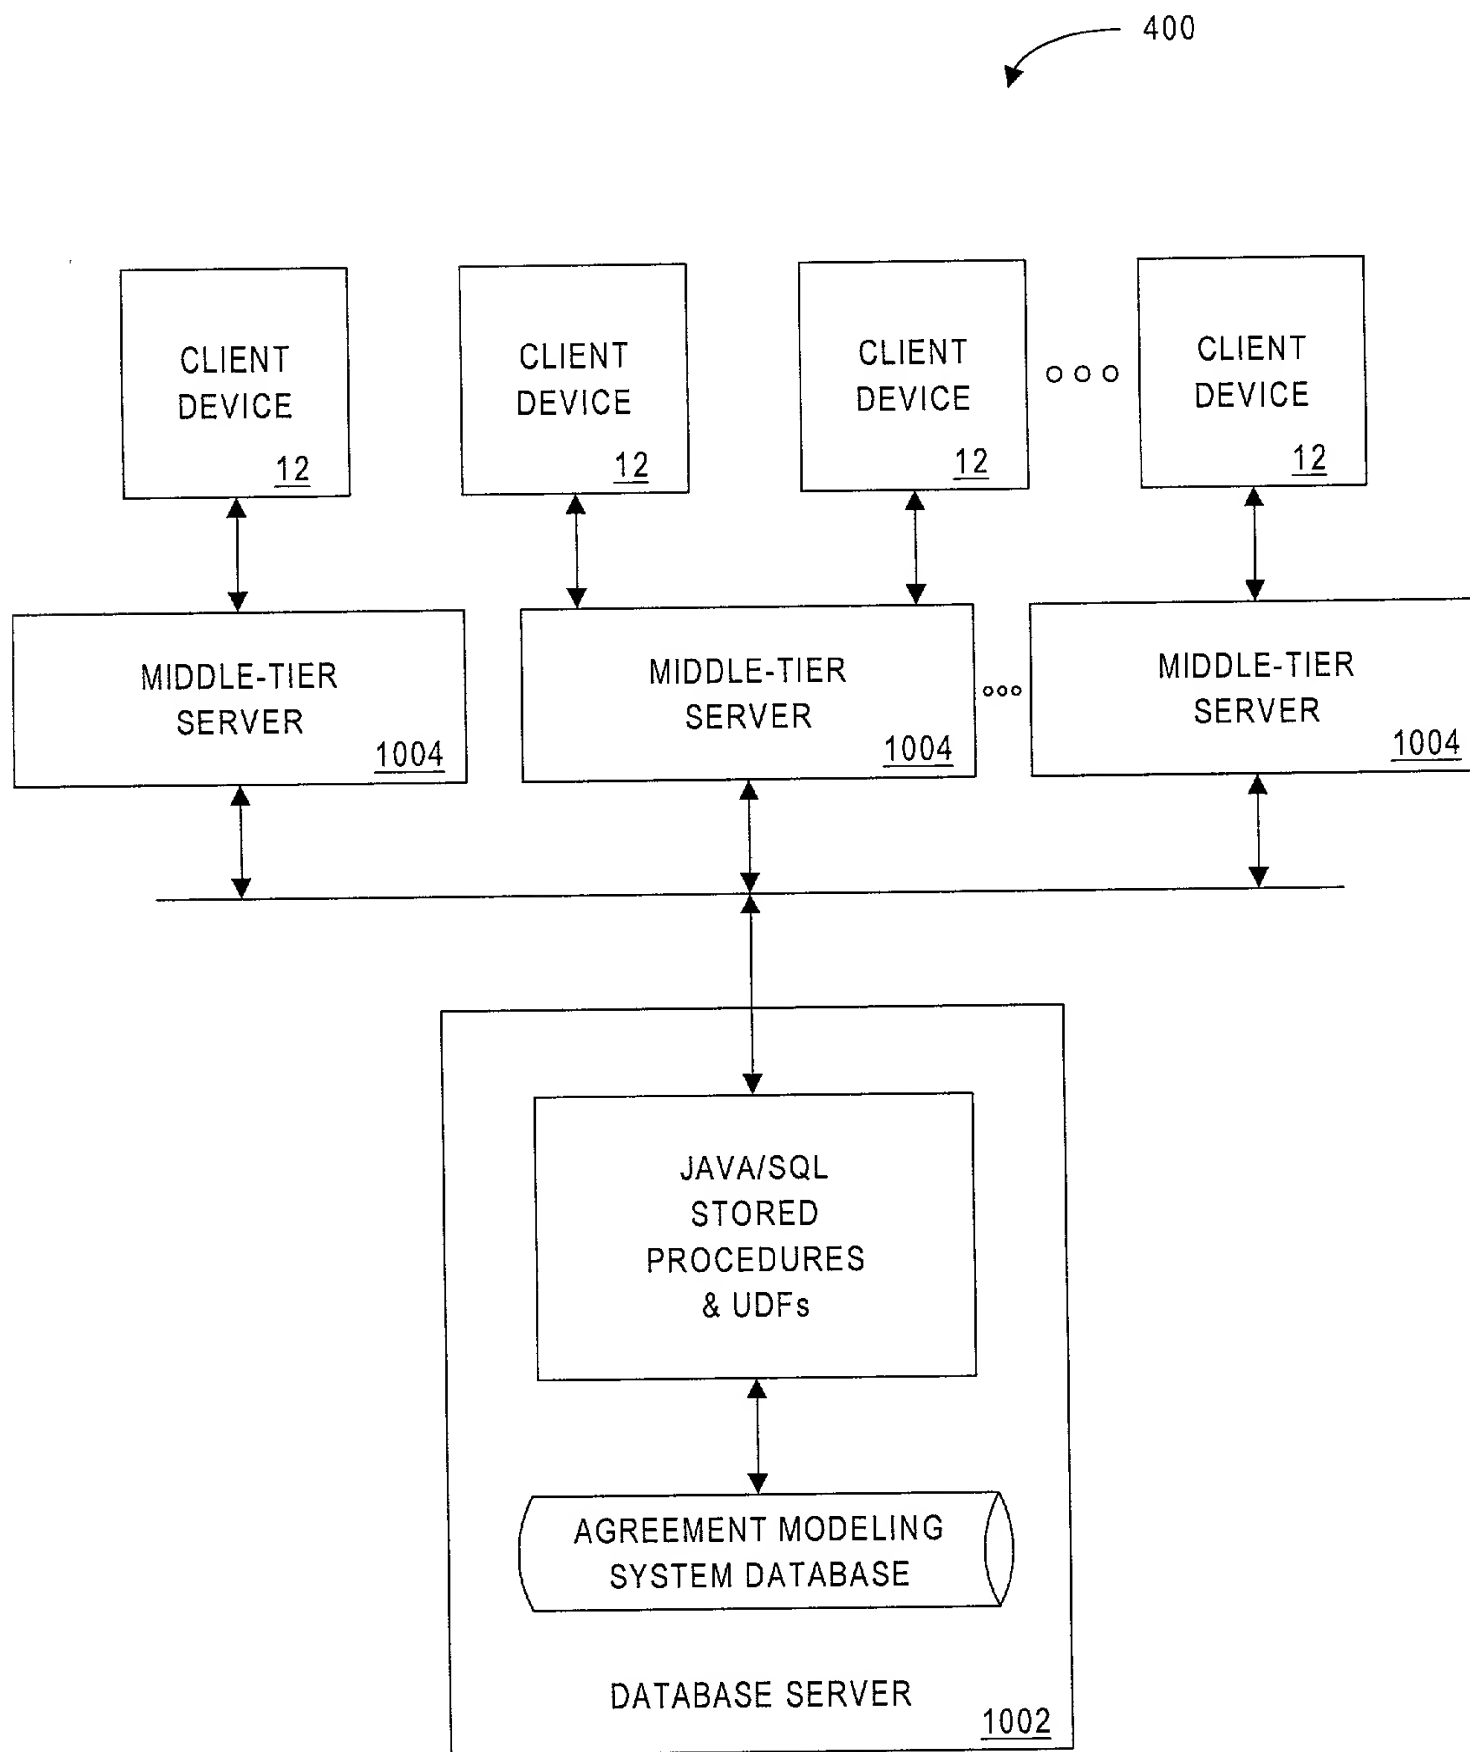 400
CLIENT
DEVICE
12
CLIENT
DEVICE
12
CLIENT
DEVICE
12
CLIENT
DEVICE
12
MIDDLE-TIER
SERVER
1004
MIDDLE-TIER
SERVER
1004
MIDDLE-TIER
SERVER
1004
JAVA/SQL
STORED
PROCEDURES
& UDFs
AGREEMENT MODELING
SYSTEM DATABASE
DATABASE SERVER
1002